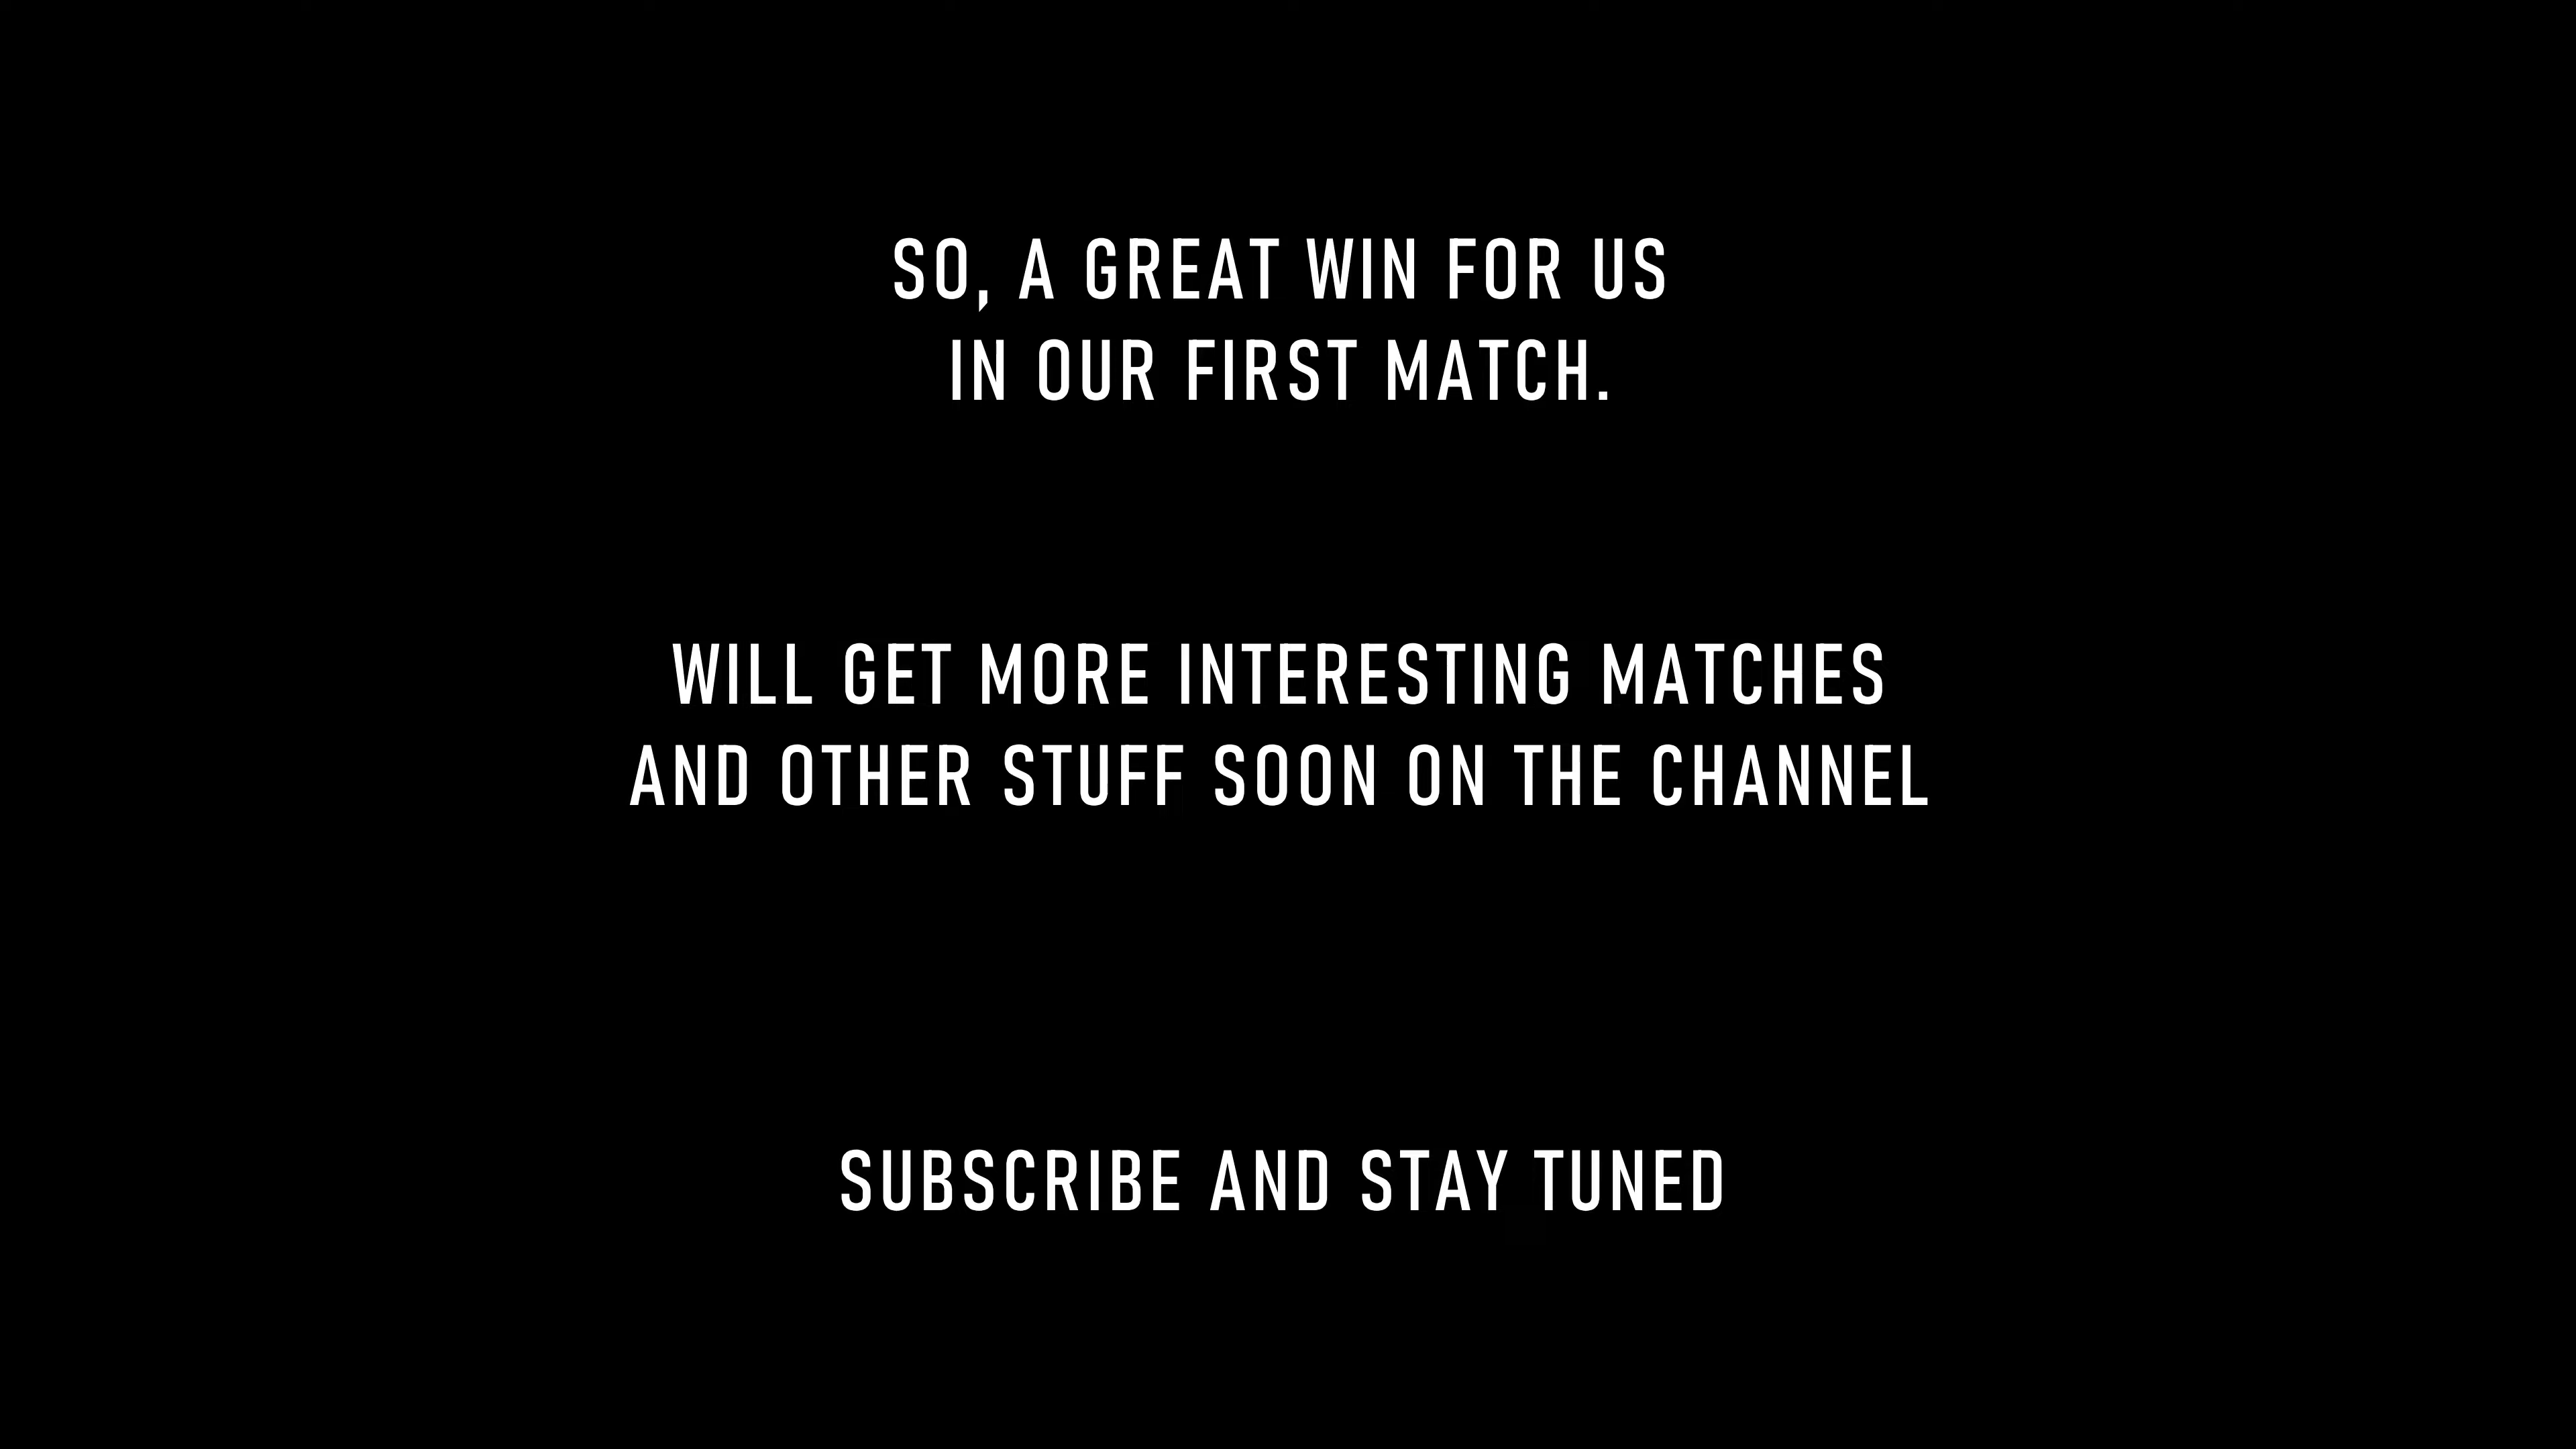 SO, A GREAT WIN FOR US
IN OUR FIRST MATCH.
WILL GET MORE INTERESTING MATCHES
AND OTHER STUFF SOON ON THE CHANNEL
SUBSCRIBE AND STAY TUNED